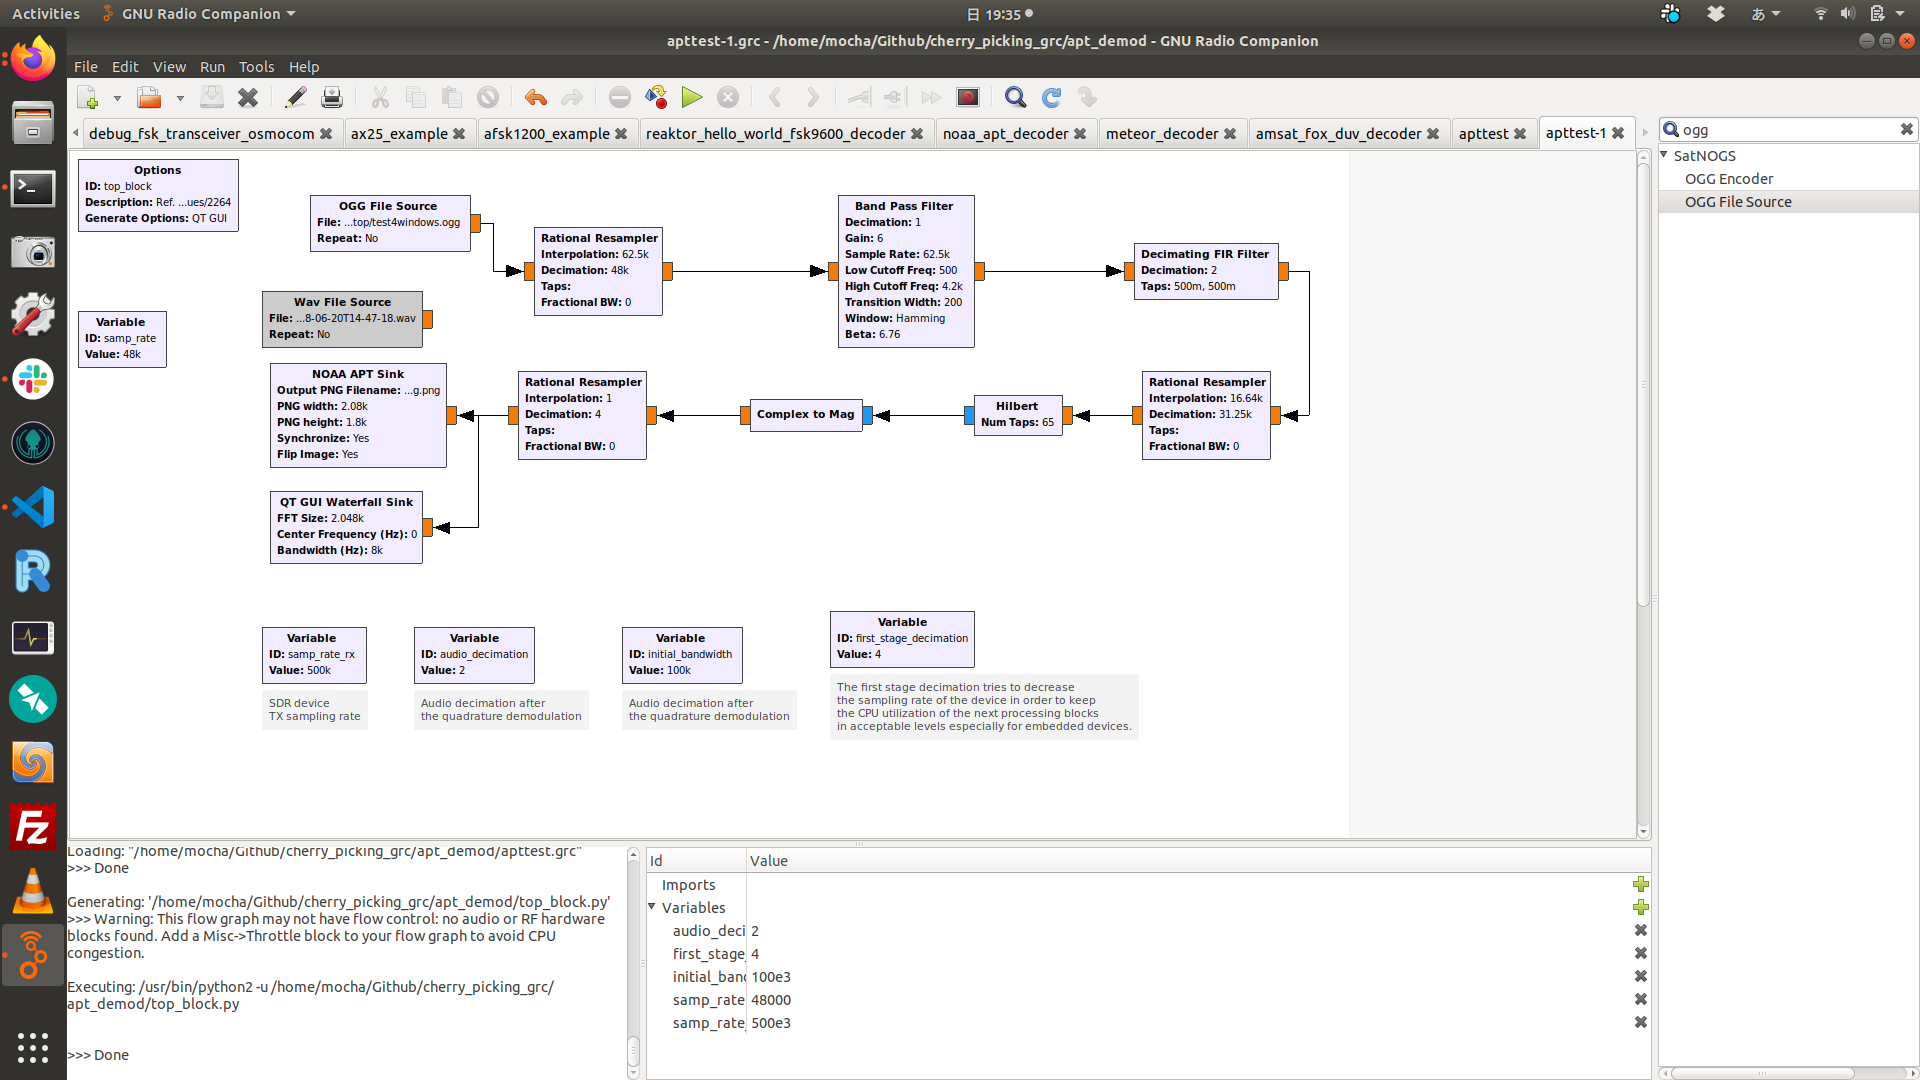 Activities
GNU Radio Companion
日 19:35
あ
apttest-1.grc - /home/mocha/Github/cherry_picking_grc/apt_demod - GNU Radio Companion
File Edit View Run Tools Help
debug_fsk_transceiver_osmocom
ax25_example
afsk1200_example
reaktor_hello_world_fsk9600_decoder
noaa_apt_decoder
meteor_decoder
amsat_fox_duv_decoder
apttest
apttest-1
ogg
SatNOGS
OGG Encoder
OGG File Source
Options
ID: top_block
Description: Ref. ...ues/2264
Generate Options: QT GUI
OGG File Source
File: ...top/test4windows.ogg
Repeat: No
Rational Resampler
Interpolation: 62.5k
Decimation: 48k
Taps:
Fractional BW: 0
Band Pass Filter
Decimation: 1
Gain: 6
Sample Rate: 62.5k
Low Cutoff Freq: 500
High Cutoff Freq: 4.2k
Transition Width: 200
Window: Hamming
Beta: 6.76
Decimating FIR Filter
Decimation: 2
Taps: 500m, 500m
Wav File Source
File: ...8-06-20T14-47-18.wav
Repeat: No
Variable
ID: samp_rate
Value: 48k
NOAA APT Sink
Output PNG Filename: ...g.png
PNG width: 2.08k
PNG height: 1.8k
Synchronize: Yes
Flip Image: Yes
Rational Resampler
Interpolation: 1
Decimation: 4
Taps:
Fractional BW: 0
Complex to Mag
Hilbert
Num Taps: 65
Rational Resampler
Interpolation: 16.64k
Decimation: 31.25k
Taps:
Fractional BW: 0
QT GUI Waterfall Sink
FFT Size: 2.048k
Center Frequency (Hz): 0
Bandwidth (Hz): 8k
Variable
ID: samp_rate_rx
Value: 500k
SDR device
TX sampling rate
Variable
ID: audio_decimation
Value: 2
Audio decimation after
the quadrature demodulation
Variable
ID: initial_bandwidth
Value: 100k
Audio decimation after
the quadrature demodulation
Variable
ID: first_stage_decimation
Value: 4
The first stage decimation tries to decrease
the sampling rate of the device in order to keep
the CPU utilization of the next processing blocks
in acceptable levels especially for embedded devices.
Loading: "/home/mocha/Github/cherry_picking_grc/apt_demod/apttest.grc"
>>> Done
Generating: '/home/mocha/Github/cherry_picking_grc/apt_demod/top_block.py'
>>> Warning: This flow graph may not have flow control: no audio or RF hardware
blocks found. Add a Misc->Throttle block to your flow graph to avoid CPU
congestion.
Executing: /usr/bin/python2 -u /home/mocha/Github/cherry_picking_grc/
apt_demod/top_block.py
>>> Done
Id Value
Imports
Variables
audio_deci 2
first_stage_ 4
initial_band 100e3
samp_rate 48000
samp_rate_ 500e3
Fz